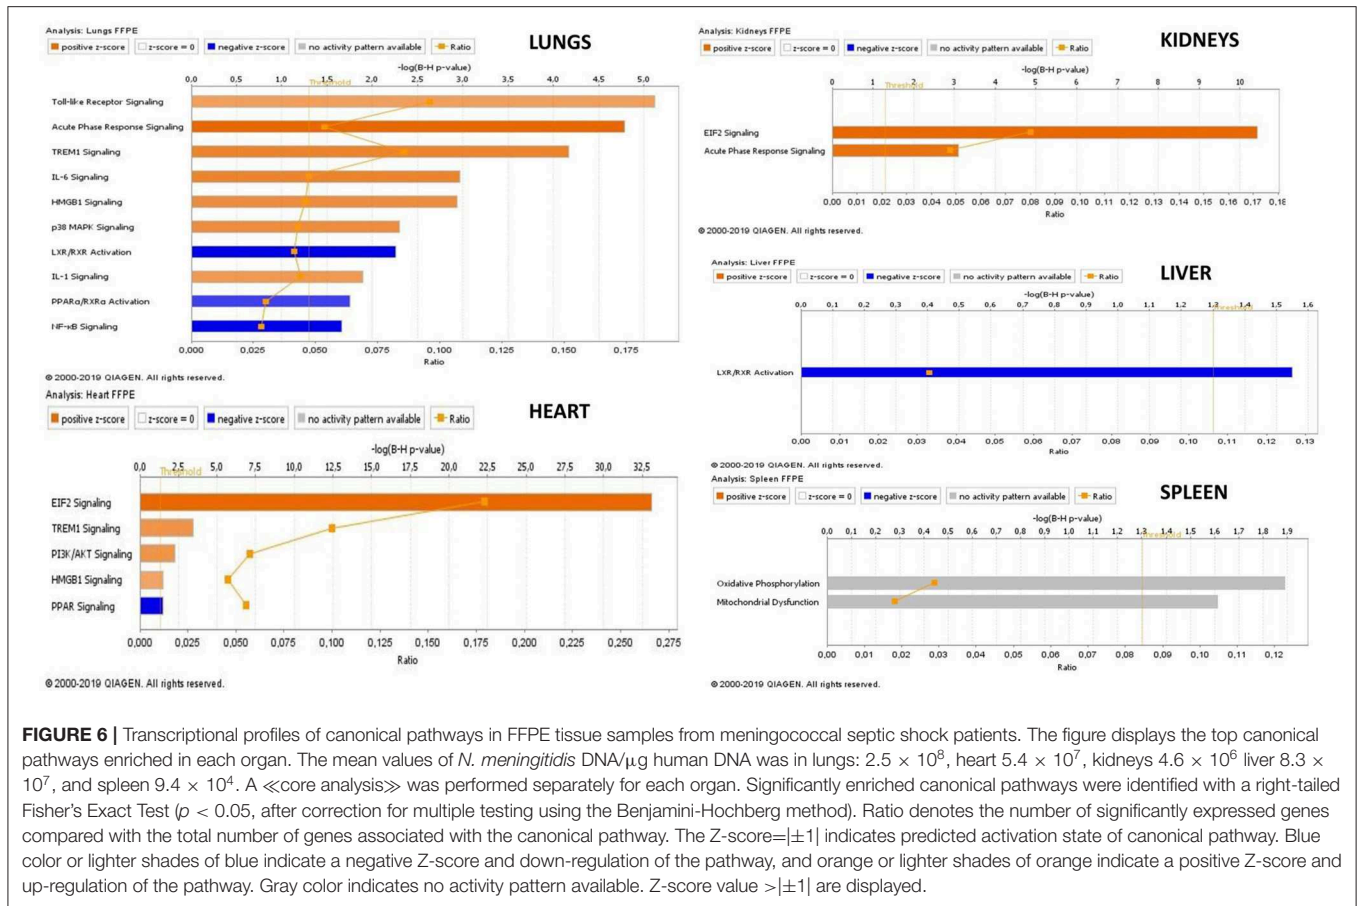 Analysis: Lungs FFPE
positive z-score z-score = 0 negative z-score no activity pattern available Ratio
LUNGS
-log(B-H p-value)
0.0 0.5 1.0 1.5 2.0 2.5 3.0 3.5 4.0 4.5 5.0
Threshold
Toll-like Receptor Signaling
Acute Phase Response Signaling
TREM1 Signaling
IL-6 Signaling
HMGB1 Signaling
p38 MAPK Signaling
LXR/RXR Activation
IL-1 Signaling
PPARα/RXRα Activation
NF-κB Signaling
0,000 0,025 0,050 0,075 0,100 0,125 0,150 0,175
Ratio
© 2000-2019 QIAGEN. All rights reserved.
Analysis: Heart FFPE
positive z-score z-score = 0 negative z-score no activity pattern available Ratio
HEART
-log(B-H p-value)
0,0 2,5 5,0 7,5 10,0 12,5 15,0 17,5 20,0 22,5 25,0 27,5 30,0 32,5
Threshold
EIF2 Signaling
TREM1 Signaling
PI3K/AKT Signaling
HMGB1 Signaling
PPAR Signaling
0,000 0,025 0,050 0,075 0,100 0,125 0,150 0,175 0,200 0,225 0,250 0,275
Ratio
© 2000-2019 QIAGEN. All rights reserved.
Analysis: Kidneys FFPE
positive z-score z-score = 0 negative z-score no activity pattern available Ratio
KIDNEYS
-log(B-H p-value)
0 1 2 3 4 5 6 7 8 9 10
Threshold
EIF2 Signaling
Acute Phase Response Signaling
0,00 0,01 0,02 0,03 0,04 0,05 0,06 0,07 0,08 0,09 0,10 0,11 0,12 0,13 0,14 0,15 0,16 0,17 0,18
Ratio
© 2000-2019 QIAGEN. All rights reserved.
Analysis: Liver FFPE
positive z-score z-score = 0 negative z-score no activity pattern available Ratio
LIVER
-log(B-H p-value)
0.0 0.1 0.2 0.3 0.4 0.5 0.6 0.7 0.8 0.9 1.0 1.1 1.2 1.3 1.4 1.5 1.6
Threshold
LXR/RXR Activation
0,00 0,01 0,02 0,03 0,04 0,05 0,06 0,07 0,08 0,09 0,10 0,11 0,12 0,13
Ratio
© 2000-2019 QIAGEN. All rights reserved.
Analysis: Spleen FFPE
positive z-score z-score = 0 negative z-score no activity pattern available Ratio
SPLEEN
-log(B-H p-value)
0.0 0.1 0.2 0.3 0.4 0.5 0.6 0.7 0.8 0.9 1.0 1.1 1.2 1.3 1.4 1.5 1.6 1.7 1.8 1.9
Threshold
Oxidative Phosphorylation
Mitochondrial Dysfunction
0,00 0,01 0,02 0,03 0,04 0,05 0,06 0,07 0,08 0,09 0,10 0,11 0,12
Ratio
© 2000-2019 QIAGEN. All rights reserved.
FIGURE 6 | Transcriptional profiles of canonical pathways in FFPE tissue samples from meningococcal septic shock patients. The figure displays the top canonical
pathways enriched in each organ. The mean values of N. meningitidis DNA/μg human DNA was in lungs: 2.5 × 10⁸, heart 5.4 × 10⁷, kidneys 4.6 × 10⁶ liver 8.3 ×
10⁷, and spleen 9.4 × 10⁴. A ≪core analysis≫ was performed separately for each organ. Significantly enriched canonical pathways were identified with a right-tailed
Fisher's Exact Test (p < 0.05, after correction for multiple testing using the Benjamini-Hochberg method). Ratio denotes the number of significantly expressed genes
compared with the total number of genes associated with the canonical pathway. The Z-score=|±1| indicates predicted activation state of canonical pathway. Blue
color or lighter shades of blue indicate a negative Z-score and down-regulation of the pathway, and orange or lighter shades of orange indicate a positive Z-score and
up-regulation of the pathway. Gray color indicates no activity pattern available. Z-score value >|±1| are displayed.